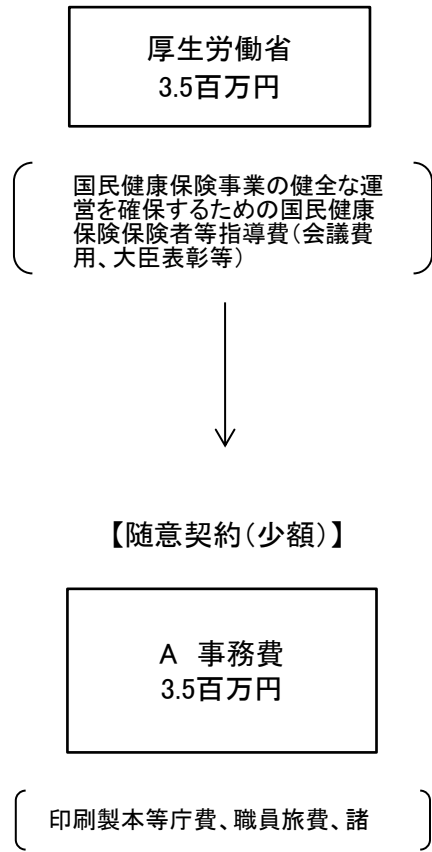 厚生労働省
3.5百万円
国民健康保険事業の健全な運
営を確保するための国民健康
保険保険者等指導費(会議費
用、大臣表彰等)
【随意契約(少額)】
A 事務費
3.5百万円
印刷製本等庁費、職員旅費、諸